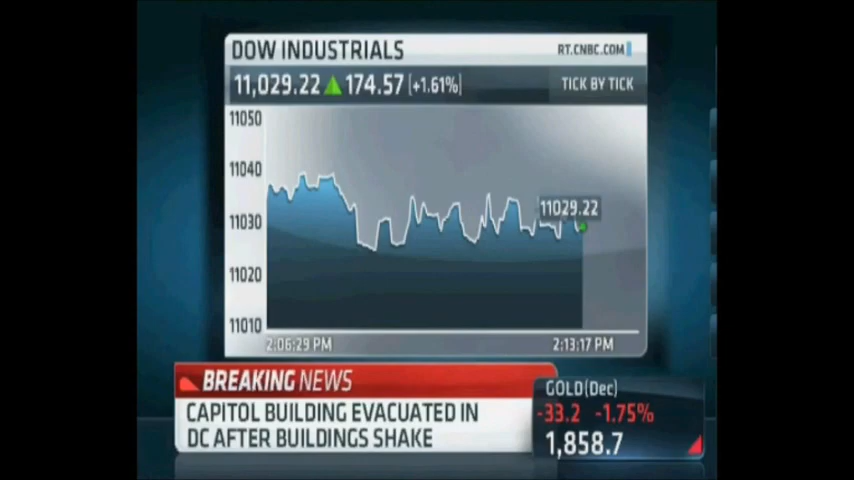 DOW INDUSTRIALS
RT.CNBC.COM
11,029.22 174.57 [+1.61%]
TICK BY TICK
11050
11040
11030
11020
11010
11029.22
2:06:29 PM
2:13:17 PM
BREAKING NEWS
CAPITOL BUILDING EVACUATED IN
DC AFTER BUILDINGS SHAKE
GOLD(Dec)
-33.2 -1.75%
1,858.7